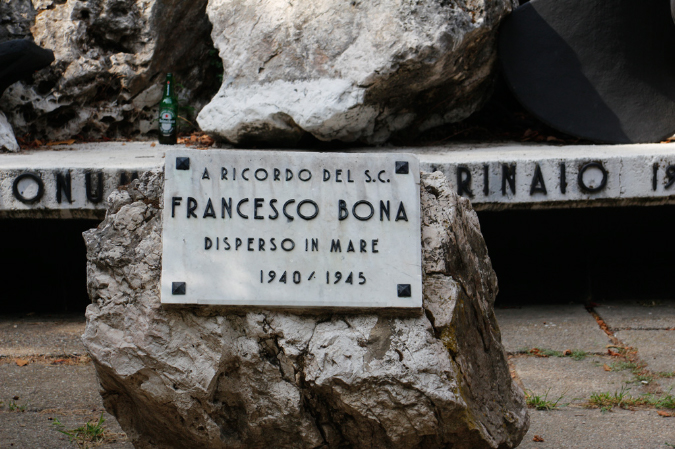 A RICORDO DEL S.C.
FRANCESCO BONA
DISPERSO IN MARE
1940/1945